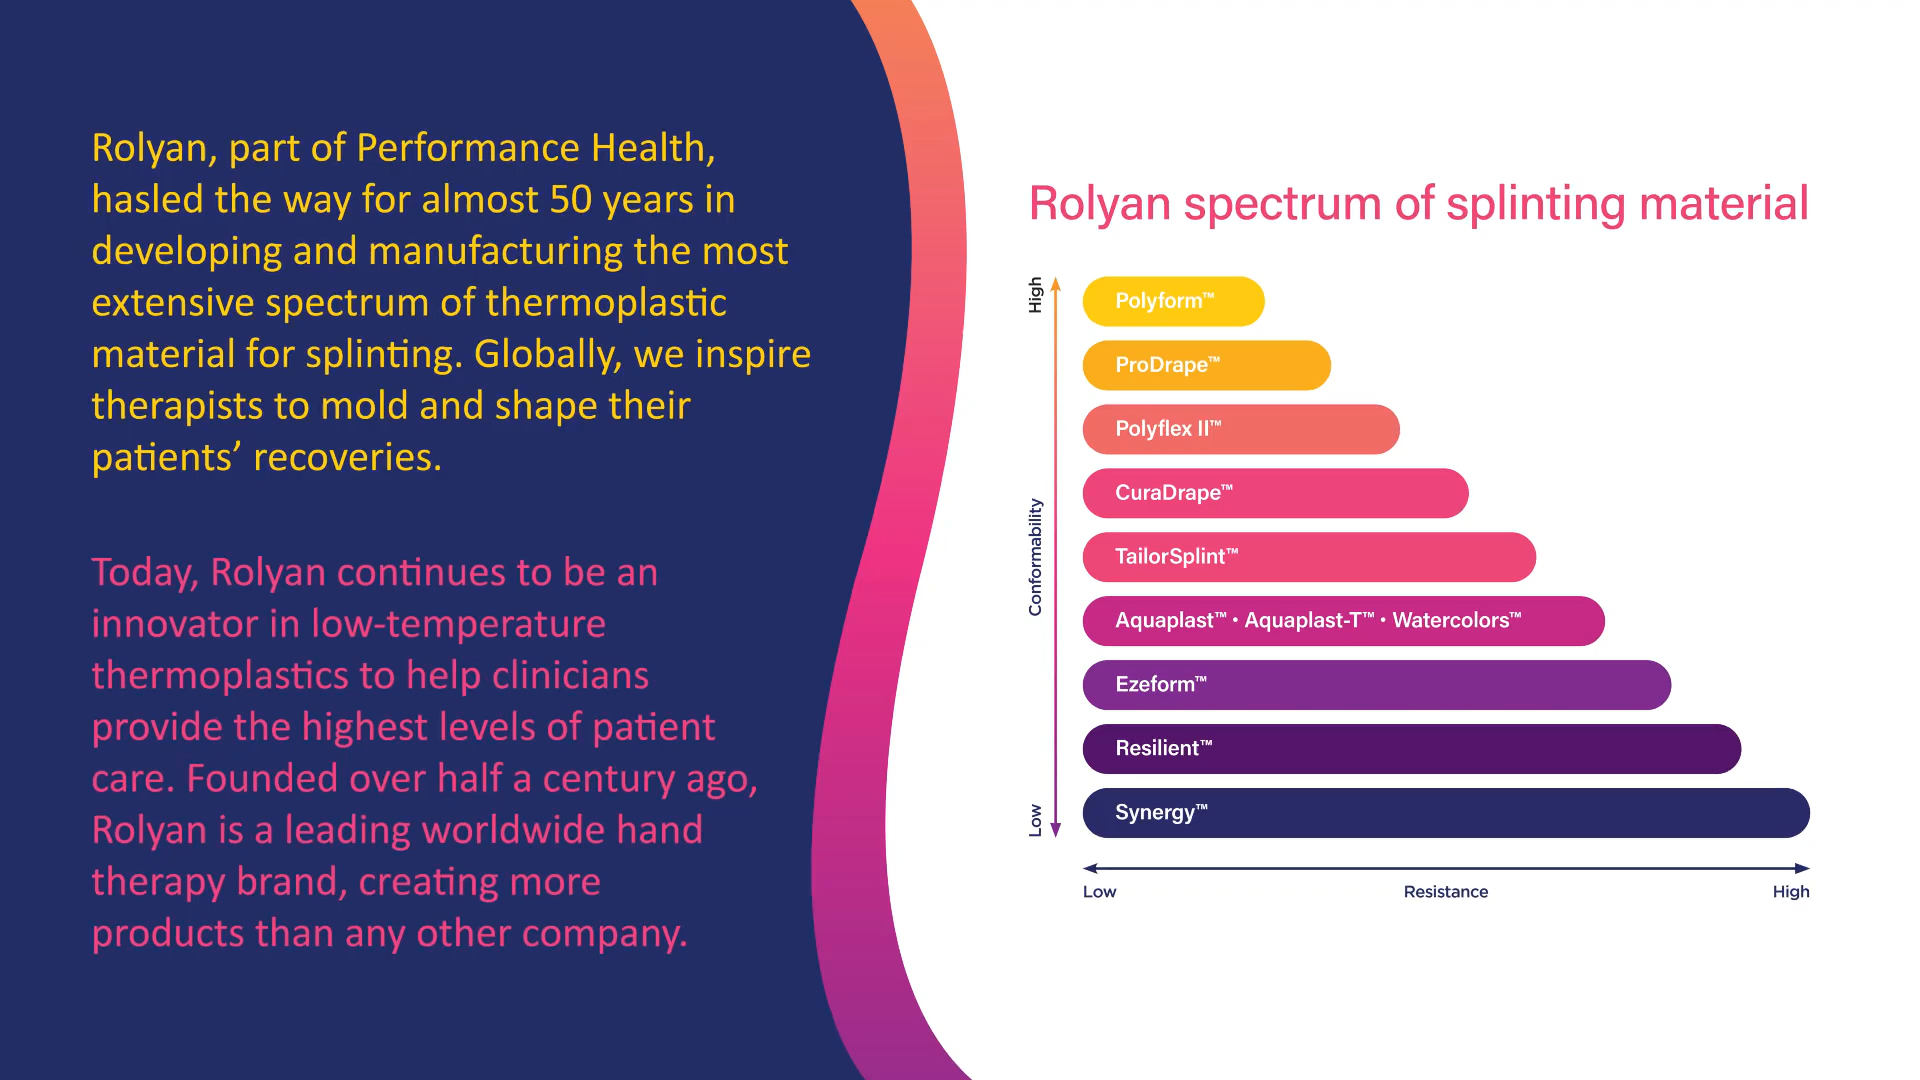 Rolyan, part of Performance Health,
hasled the way for almost 50 years in
developing and manufacturing the most
extensive spectrum of thermoplastic
material for splinting. Globally, we inspire
therapists to mold and shape their
patients’ recoveries.
Today, Rolyan continues to be an
innovator in low-temperature
thermoplastics to help clinicians
provide the highest levels of patient
care. Founded over half a century ago,
Rolyan is a leading worldwide hand
therapy brand, creating more
products than any other company.
Rolyan spectrum of splinting material
High
Conformability
Low
Polyform™
ProDrape™
Polyflex II™
CuraDrape™
TailorSplint™
Aquaplast™ • Aquaplast-T™ • Watercolors™
Ezeform™
Resilient™
Synergy™
Low Resistance High